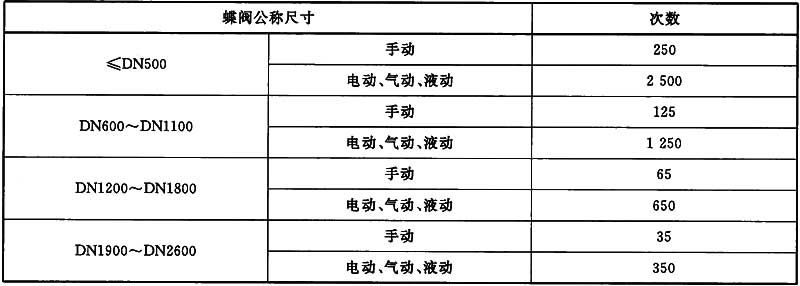 蝶阀公称尺寸 次数
≤DN500 手动 250
电动、气动、液动 2 500
DN600～DN1100 手动 125
电动、气动、液动 1 250
DN1200～DN1800 手动 65
电动、气动、液动 650
DN1900～DN2600 手动 35
电动、气动、液动 350